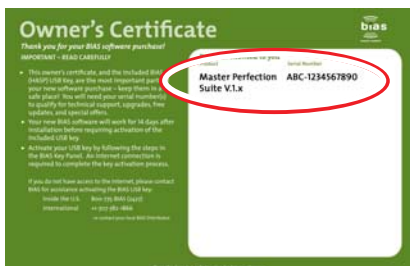 Owner's Certificate
bias
Thank you for your BIAS software purchase!
IMPORTANT - READ CAREFULLY
This owner's certificate, and the included BIAS
(HASP) USB key, are the most important parts of
your new software purchase – keep them in a
safe place! You will need your serial number(s)
to qualify for technical support, upgrades, free
updates, and special offers.
Your new BIAS software will work for 14 days after
installation before requiring activation of the
included USB key.
Activate your USB key by following the steps in
the BIAS Key Panel. An Internet connection is
required to complete the key activation process.
If you do not have access to the Internet, please contact
BIAS for assistance activating the BIAS USB key:
Inside the U.S.
International
or contact your local BIAS Distributor
Product
Serial Number
Master Perfection
Suite V.1.x
ABC-1234567890